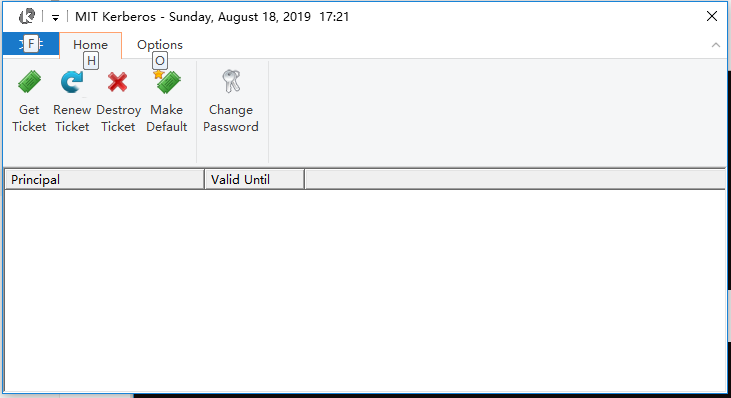 MIT Kerberos - Sunday, August 18, 2019 17:21
F
Home
Options
H
O
Get Ticket
Renew Ticket
Destroy Ticket
Make Default
Change Password
Principal
Valid Until